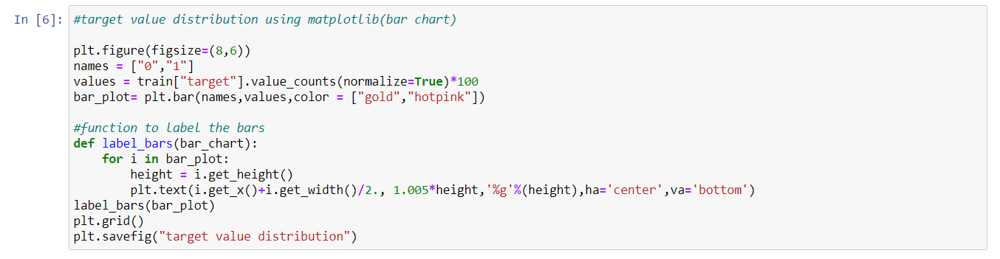 In [6]: #target value distribution using matplotlib(bar chart)
plt.figure(figsize=(8,6))
names = ["0","1"]
values = train["target"].value_counts(normalize=True)*100
bar_plot= plt.bar(names,values,color = ["gold","hotpink"])
#function to label the bars
def label_bars(bar_chart):
    for i in bar_plot:
        height = i.get_height()
        plt.text(i.get_x()+i.get_width()/2., 1.005*height,'%g'%(height),ha='center',va='bottom')
label_bars(bar_plot)
plt.grid()
plt.savefig("target value distribution")